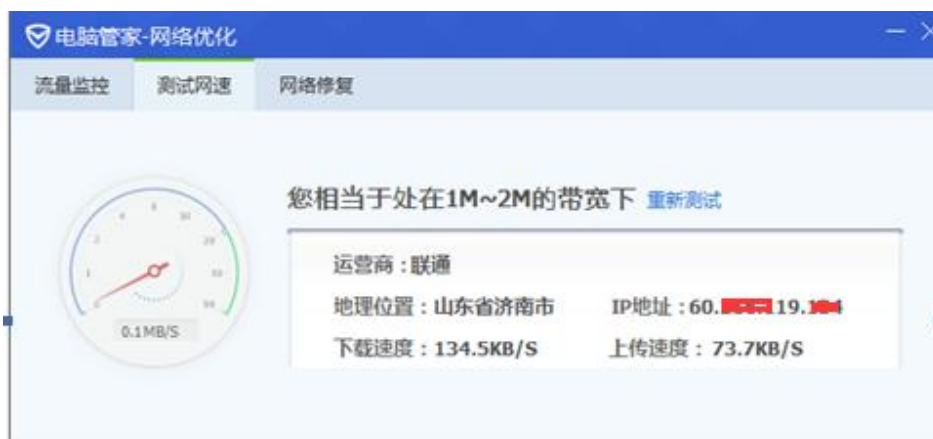 电脑管家-网络优化
流量监控 测试网速 网络修复
您相当于处在1M~2M的带宽下 重新测试
运营商：联通
地理位置：山东省济南市 IP地址：60. 19.1 4
0.1MB/S
下载速度：134.5KB/S 上传速度：73.7KB/S